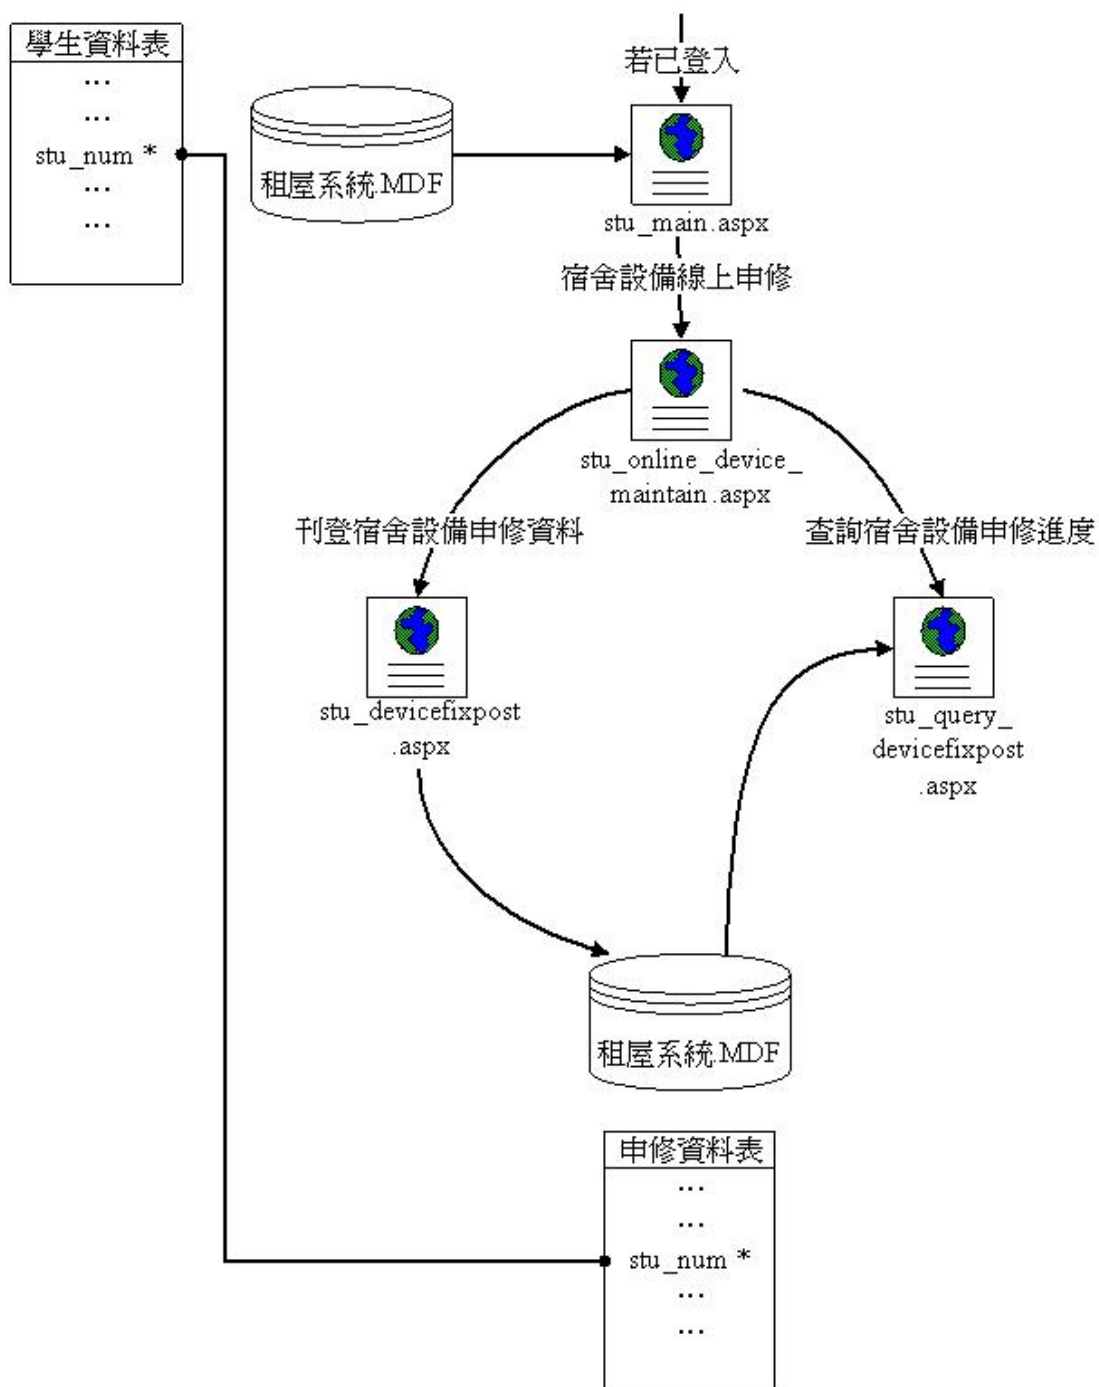 學生資料表
...
...
stu_num *
...
...
租屋系統.MDF
若已登入
stu_main.aspx
宿舍設備線上申修
stu_online_device_
maintain.aspx
刊登宿舍設備申修資料
查詢宿舍設備申修進度
stu_devicefixpost
.aspx
stu_query_
devicefixpost
.aspx
租屋系統.MDF
申修資料表
...
...
stu_num *
...
...